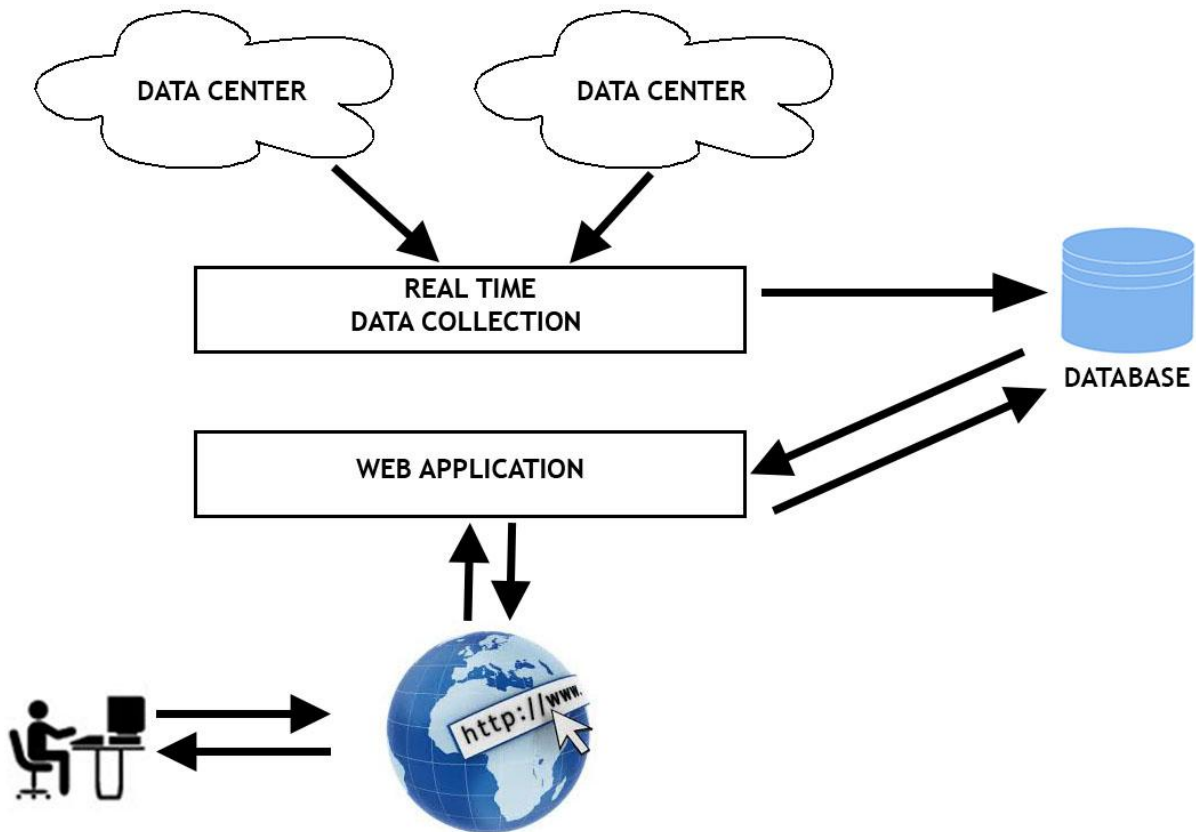 DATA CENTER
DATA CENTER
REAL TIME
DATA COLLECTION
DATABASE
WEB APPLICATION
http://www.